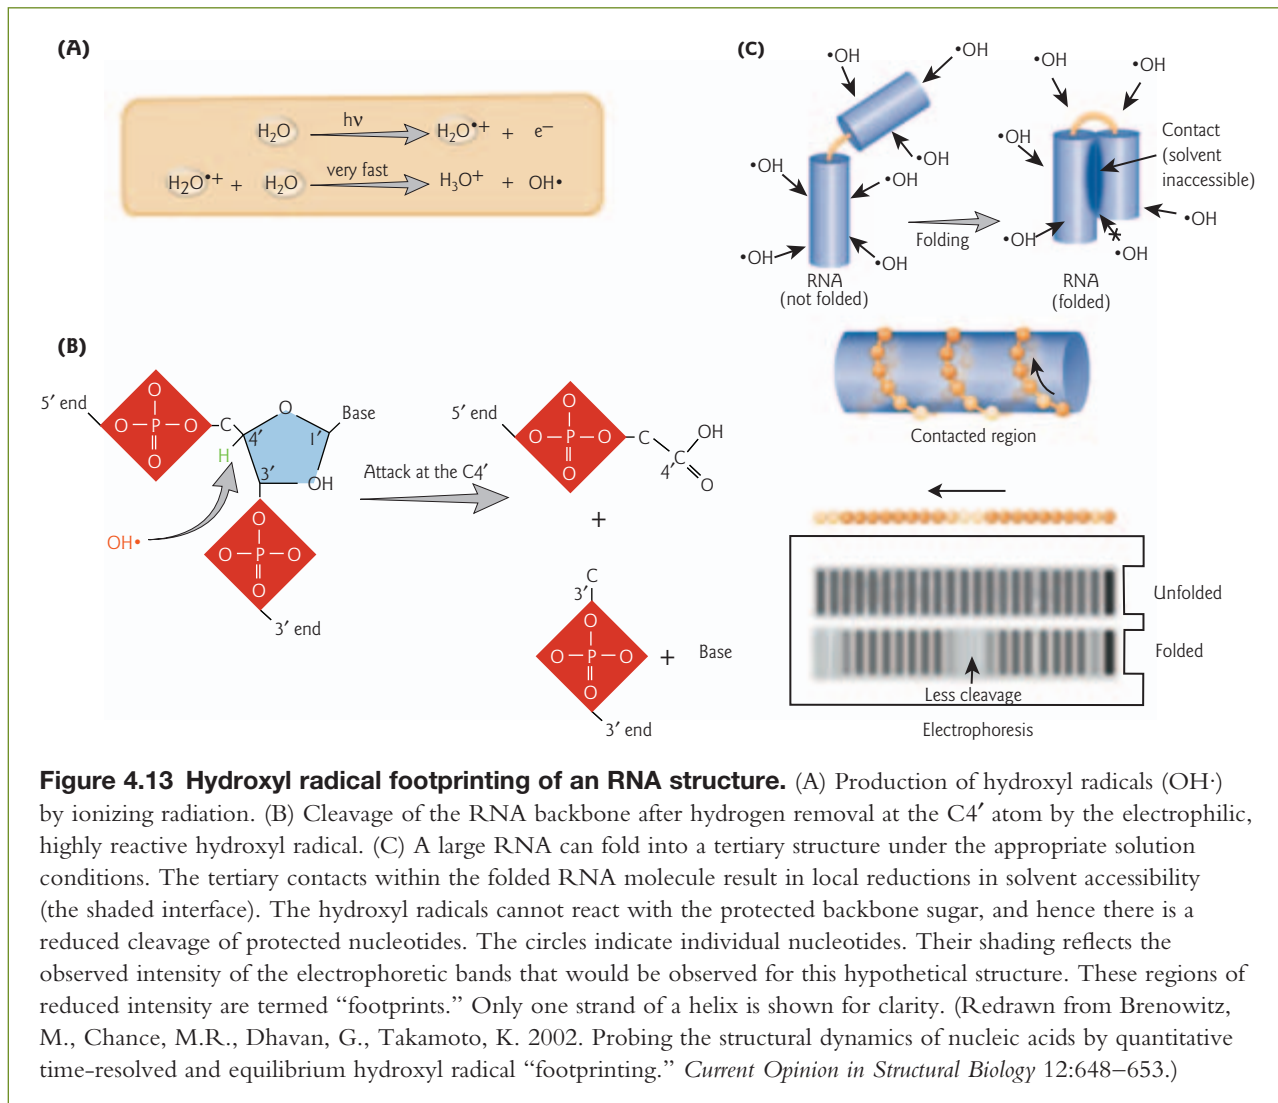 (A)
H₂O hν H₂O•+ + e−
H₂O•+ + H₂O very fast H₃O+ + OH•
(B)
5′ end
O
O–P–O
O
C
4′
H
O
1′
Base
3′
OH
OH•
O
O–P–O
O
3′ end
Attack at the C4′
5′ end
O
O–P–O
O
C
C
4′
OH
O
+
C
3′
O
O–P–O
O
3′ end
+ Base
(C)
•OH
•OH
•OH
•OH
•OH
•OH
•OH
RNA
(not folded)
Folding
•OH
•OH
•OH
Contact
(solvent
inaccessible)
•OH
•OH
•OH
RNA
(folded)
Contacted region
Unfolded
Folded
Less cleavage
Electrophoresis
Figure 4.13 Hydroxyl radical footprinting of an RNA structure. (A) Production of hydroxyl radicals (OH·)
by ionizing radiation. (B) Cleavage of the RNA backbone after hydrogen removal at the C4′ atom by the electrophilic,
highly reactive hydroxyl radical. (C) A large RNA can fold into a tertiary structure under the appropriate solution
conditions. The tertiary contacts within the folded RNA molecule result in local reductions in solvent accessibility
(the shaded interface). The hydroxyl radicals cannot react with the protected backbone sugar, and hence there is a
reduced cleavage of protected nucleotides. The circles indicate individual nucleotides. Their shading reflects the
observed intensity of the electrophoretic bands that would be observed for this hypothetical structure. These regions of
reduced intensity are termed “footprints.” Only one strand of a helix is shown for clarity. (Redrawn from Brenowitz,
M., Chance, M.R., Dhavan, G., Takamoto, K. 2002. Probing the structural dynamics of nucleic acids by quantitative
time-resolved and equilibrium hydroxyl radical “footprinting.” Current Opinion in Structural Biology 12:648–653.)